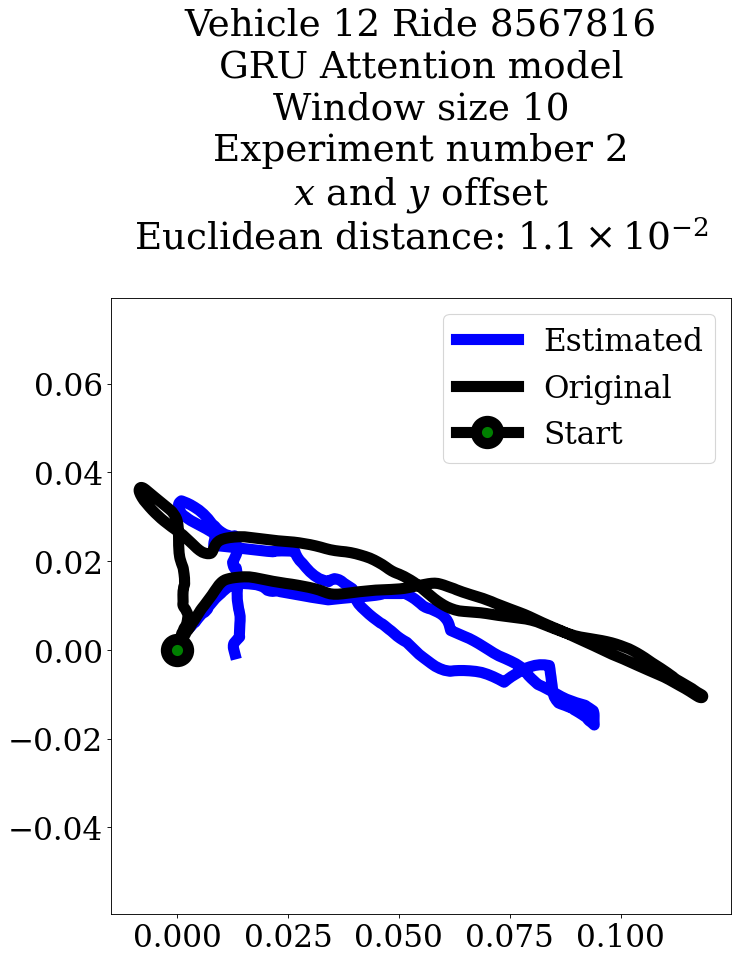 Vehicle 12 Ride 8567816
GRU Attention model
Window size 10
Experiment number 2
x and y offset
Euclidean distance: 1.1 × 10⁻²
Estimated
Original
Start
0.06
0.04
0.02
0.00
−0.02
−0.04
0.000 0.025 0.050 0.075 0.100